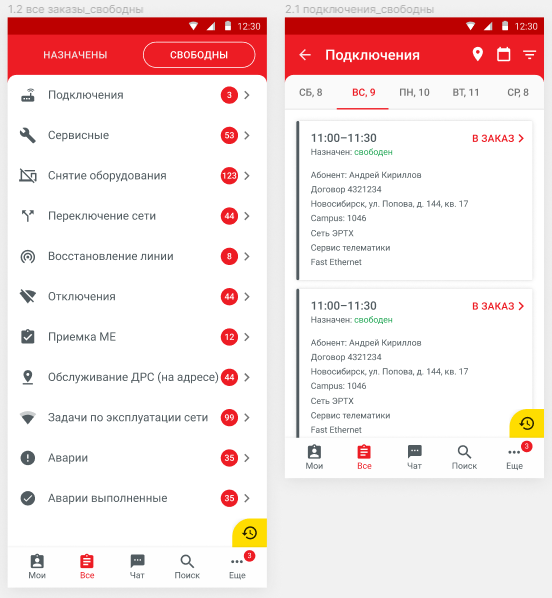 1.2 все заказы_свободны
12:30
НАЗНАЧЕНЫ
СВОБОДНЫ
Подключения 3
Сервисные 53
Снятие оборудования 123
Переключение сети 44
Восстановление линии 8
Отключения 44
Приемка МЕ 12
Обслуживание ДРС (на адресе) 44
Задачи по эксплуатации сети 99
Аварии 35
Аварии выполненные 35
3
Мои Все Чат Поиск Еще
2.1 подключения_свободны
12:30
Подключения
СБ, 8 ВС, 9 ПН, 10 ВТ, 11 СР, 8
11:00–11:30 В ЗАКАЗ
Назначен: свободен
Абонент: Андрей Кириллов
Договор 4321234
Новосибирск, ул. Попова, д. 144, кв. 17
Campus: 1046
Сеть ЭРТХ
Сервис телематики
Fast Ethernet
11:00–11:30 В ЗАКАЗ
Назначен: свободен
Абонент: Андрей Кириллов
Договор 4321234
Новосибирск, ул. Попова, д. 144, кв. 17
Campus: 1046
Сеть ЭРТХ
Сервис телематики
Fast Ethernet
3
Мои Все Чат Поиск Еще